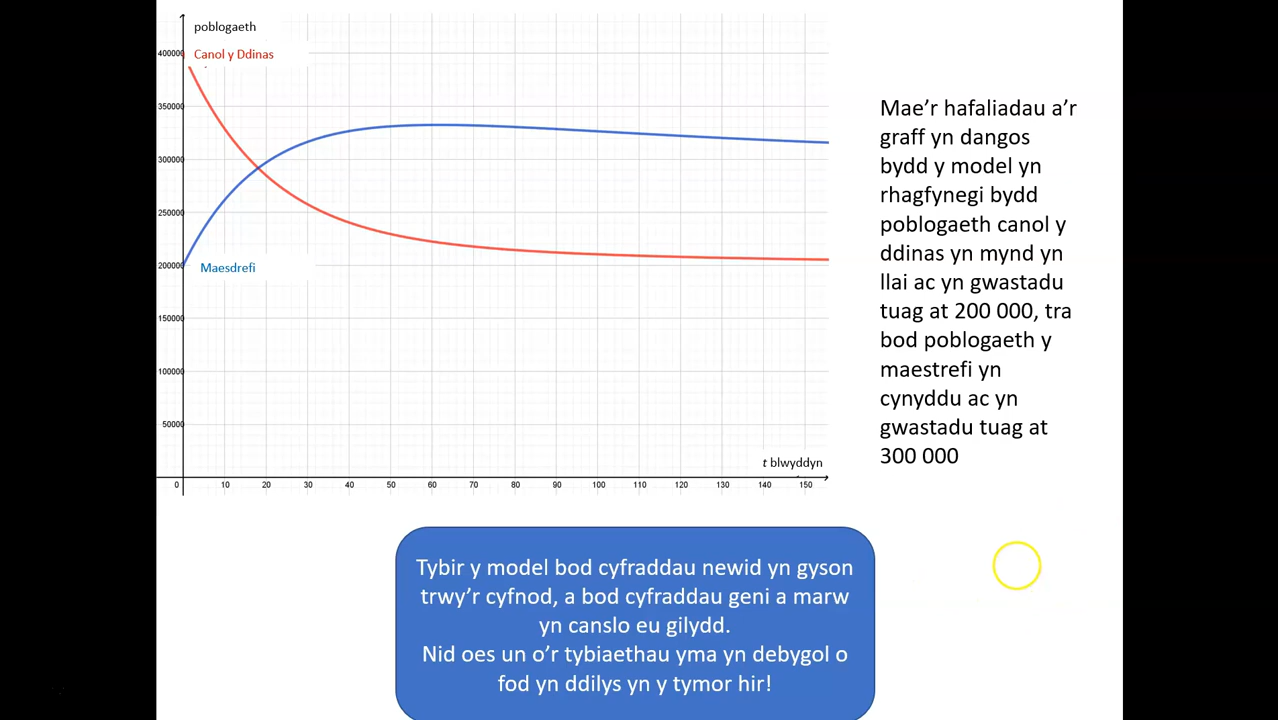 poblogaeth
400000
Canol y Ddinas
350000
300000
250000
200000
Maesdrefi
150000
100000
50000
t blwyddyn
0 10 20 30 40 50 60 70 80 90 100 110 120 130 140 150
Mae’r hafaliadau a’r
graff yn dangos
bydd y model yn
rhagfynegi bydd
poblogaeth canol y
ddinas yn mynd yn
llai ac yn gwastadu
tuag at 200 000, tra
bod poblogaeth y
maestrefi yn
cynyddu ac yn
gwastadu tuag at
300 000
Tybir y model bod cyfraddau newid yn gyson
trwy’r cyfnod, a bod cyfraddau geni a marw
yn canslo eu gilydd.
Nid oes un o’r tybiaethau yma yn debygol o
fod yn ddilys yn y tymor hir!